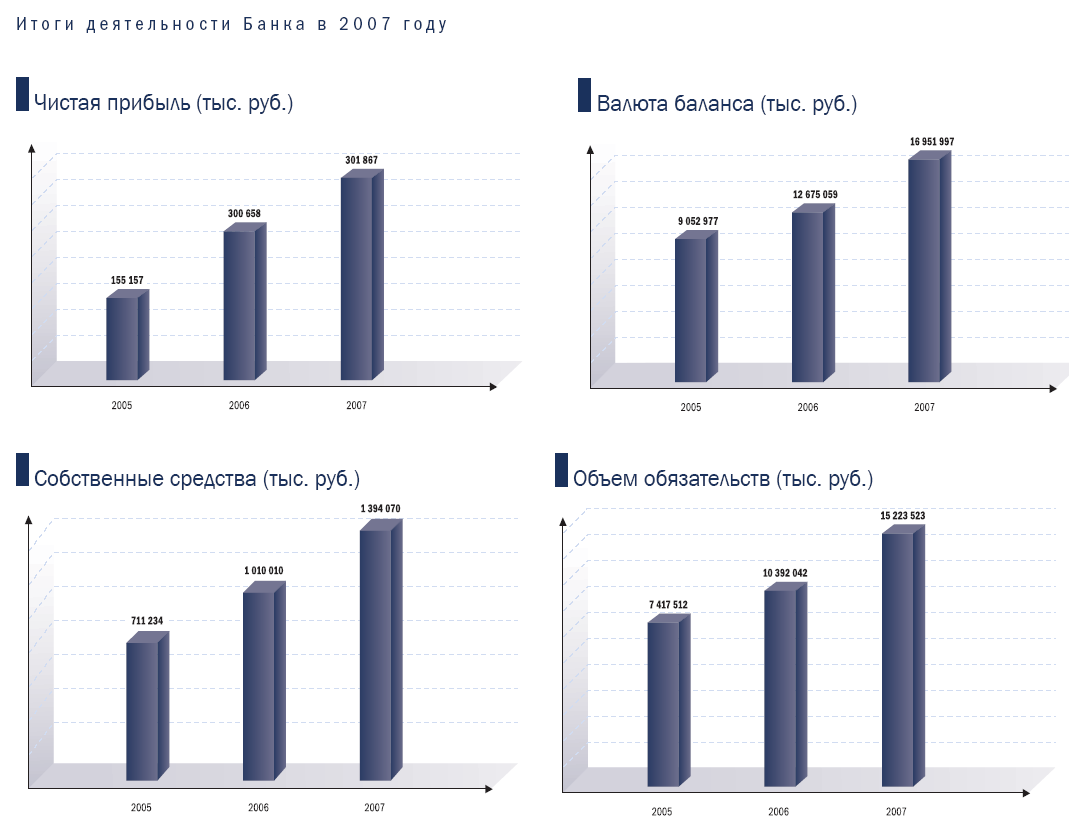 Итоги деятельности Банка в 2007 году
Чистая прибыль (тыс. руб.)
155 157
300 658
301 867
2005
2006
2007
Валюта баланса (тыс. руб.)
9 052 977
12 675 059
16 951 997
2005
2006
2007
Собственные средства (тыс. руб.)
711 234
1 010 010
1 394 070
2005
2006
2007
Объем обязательств (тыс. руб.)
7 417 512
10 392 042
15 223 523
2005
2006
2007